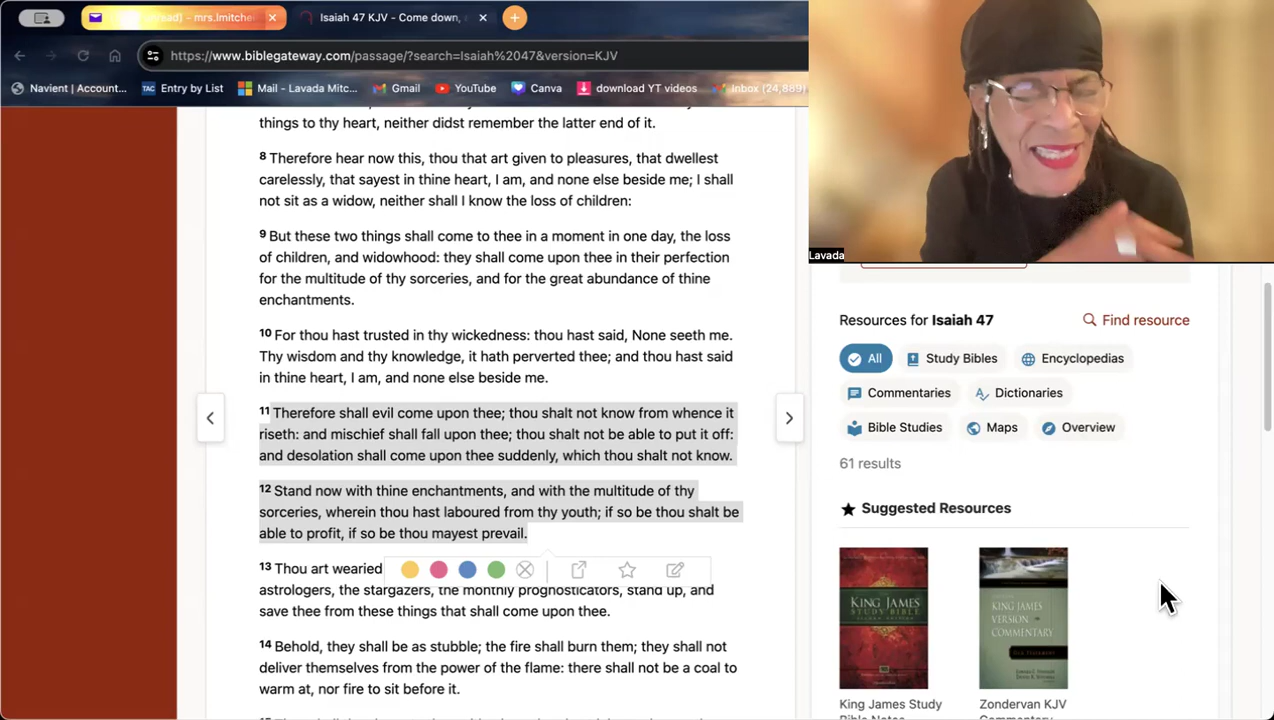 ad] - mrs.lmitche
Isaiah 47 KJV - Come down,
https://www.biblegateway.com/passage/?search=Isaiah%2047&version=KJV
Navient | Account...
TAC
Entry by List
Mail - Lavada Mitc...
Gmail
YouTube
Canva
download YT videos
Inbox (24,889)
things to thy heart, neither didst remember the latter end of it.
8 Therefore hear now this, thou that art given to pleasures, that dwellest
carelessly, that sayest in thine heart, I am, and none else beside me; I shall
not sit as a widow, neither shall I know the loss of children:
9 But these two things shall come to thee in a moment in one day, the loss
of children, and widowhood: they shall come upon thee in their perfection
for the multitude of thy sorceries, and for the great abundance of thine
enchantments.
10 For thou hast trusted in thy wickedness: thou hast said, None seeth me.
Thy wisdom and thy knowledge, it hath perverted thee; and thou hast said
in thine heart, I am, and none else beside me.
11 Therefore shall evil come upon thee; thou shalt not know from whence it
riseth: and mischief shall fall upon thee; thou shalt not be able to put it off:
and desolation shall come upon thee suddenly, which thou shalt not know.
12 Stand now with thine enchantments, and with the multitude of thy
sorceries, wherein thou hast laboured from thy youth; if so be thou shalt be
able to profit, if so be thou mayest prevail.
13 Thou art wearied
astrologers, the stargazers, the monthly prognosticators, stand up, and
save thee from these things that shall come upon thee.
14 Behold, they shall be as stubble; the fire shall burn them; they shall not
deliver themselves from the power of the flame: there shall not be a coal to
warm at, nor fire to sit before it.
Lavada
Resources for Isaiah 47
Find resource
All
Study Bibles
Encyclopedias
Commentaries
Dictionaries
Bible Studies
Maps
Overview
61 results
Suggested Resources
KING JAMES
STUDY BIBLE
KING JAMES
VERSION
COMMENTARY
King James Study
Bible Notes
Zondervan KJV
Commentary